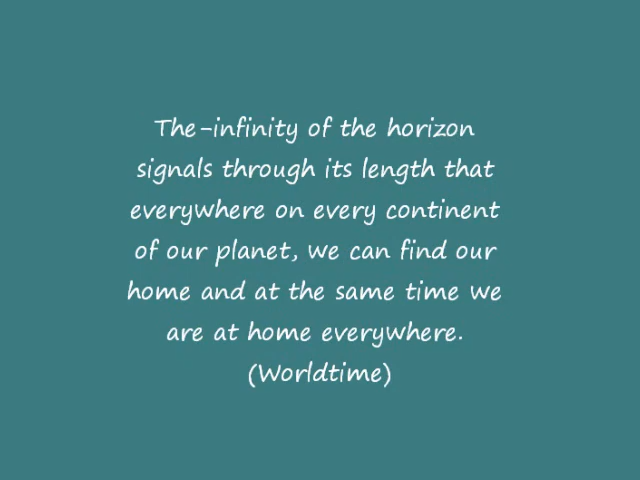 The-infinity of the horizon
signals through its length that
everywhere on every continent
of our planet, we can find our
home and at the same time we
are at home everywhere.
(Worldtime)